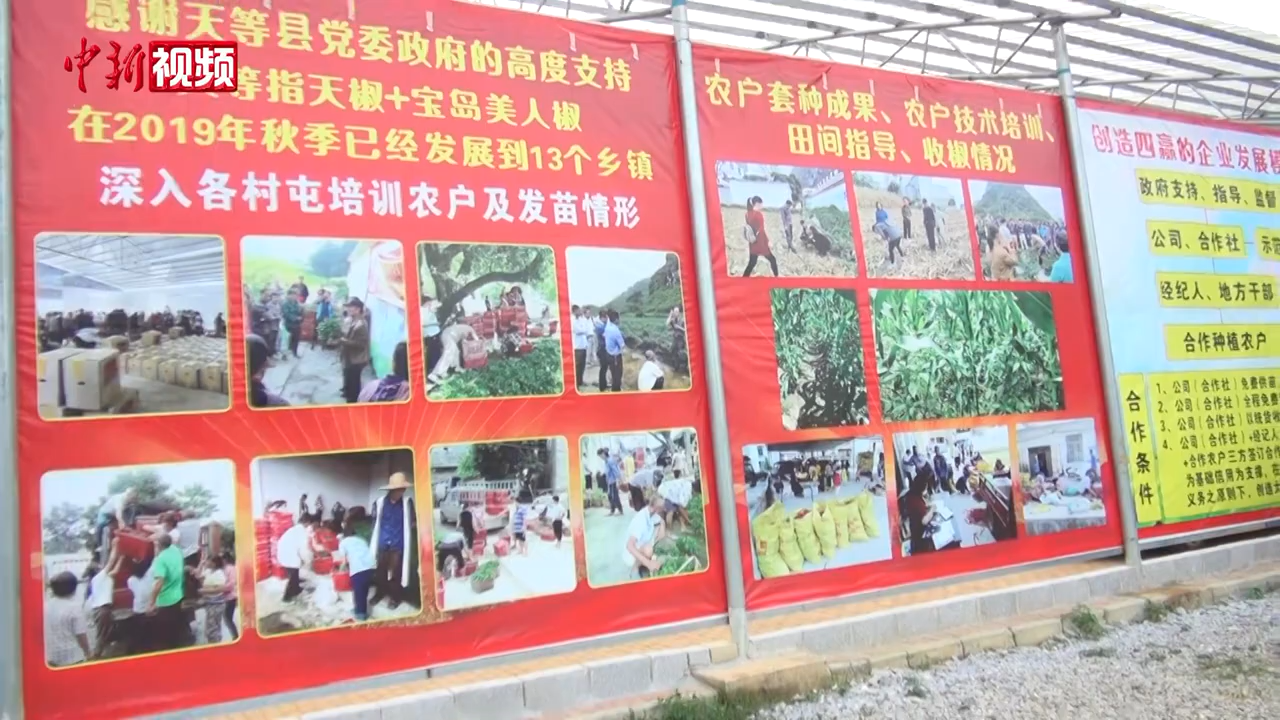 中新视频
感谢天等县党委政府的高度支持
等指天椒+宝岛美人椒
在2019年秋季已经发展到13个乡镇
深入各村屯培训农户及发苗情形
农户套种成果、农户技术培训、
田间指导、收椒情况
创造四赢的企业发展
政府支持、指导、监督
公司、合作社
经纪人、地方干部
合作种植农户
合作条件
1、公司（合作社）免费供苗
2、公司（合作社）全程免费
3、公司（合作社）以统货
4、公司（合作社）+经纪人
+合作农户三方签订合
为基础信用为支撑，
义务之原则下，创造